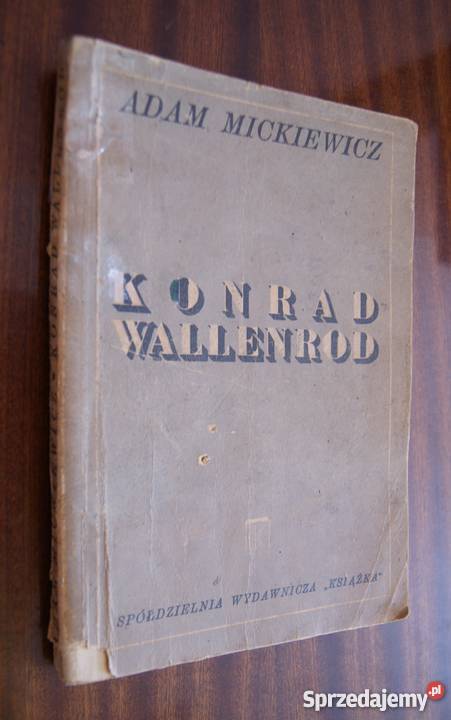 ADAM MICKIEWICZ
KONRAD
WALLENROD
SPÓŁDZIELNIA WYDAWNICZA „KSIĄŻKA"
Sprzedajemy.pl